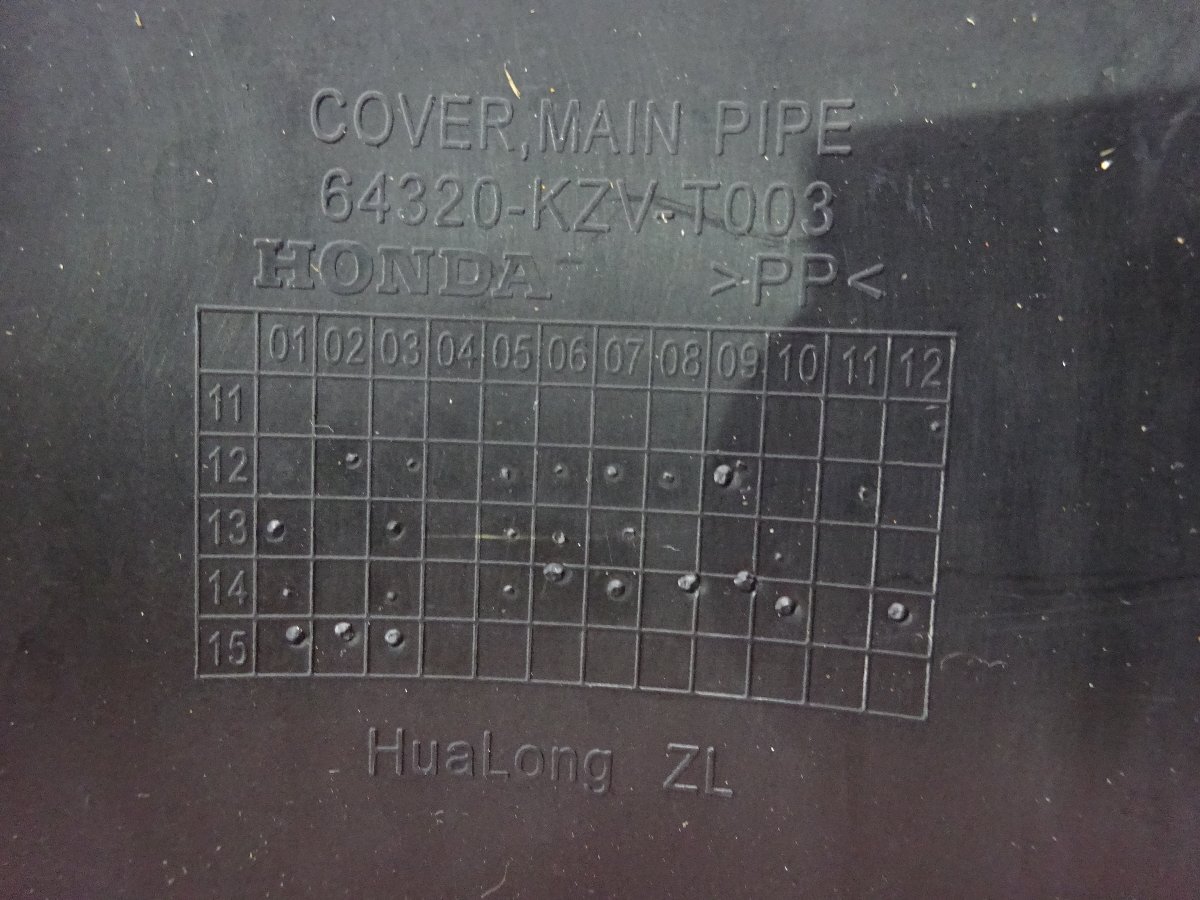 COVER,MAIN PIPE
64320-KZV-T003
HONDA >PP<
01 02 03 04 05 06 07 08 09 10 11 12
11
12
13
14
15
HuaLong ZL